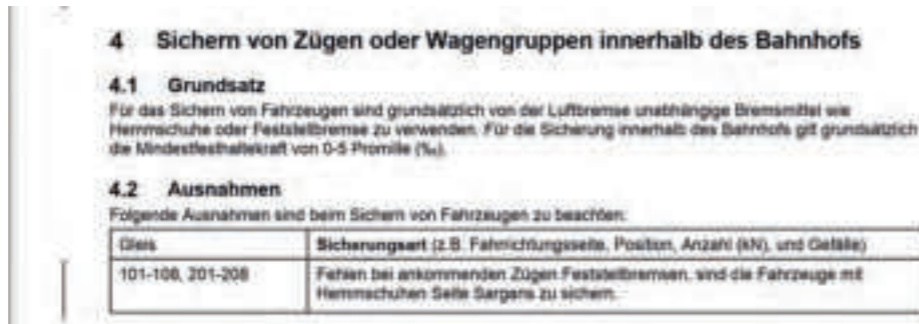 4 Sichern von Zügen oder Wagengruppen innerhalb des Bahnhofs
4.1 Grundsatz
Für das Sichern von Fahrzeugen sind grundsätzlich von der Luftbremse unabhängige Bremsmittel wie
Hemmschuhe oder Feststellbremse zu verwenden. Für die Sicherung innerhalb des Bahnhofs gilt grundsätzlich
die Mindestfesthaltekraft von 0-5 Promille (‰).
4.2 Ausnahmen
Folgende Ausnahmen sind beim Sichern von Fahrzeugen zu beachten:
Gleis Sicherungsart (z.B. Fahrrichtungsseite, Position, Anzahl (kN), und Gefälle)
101-108, 201-208 Fehlen bei ankommenden Zügen Feststellbremsen, sind die Fahrzeuge mit
Hemmschuhen Seite Sargans zu sichern.